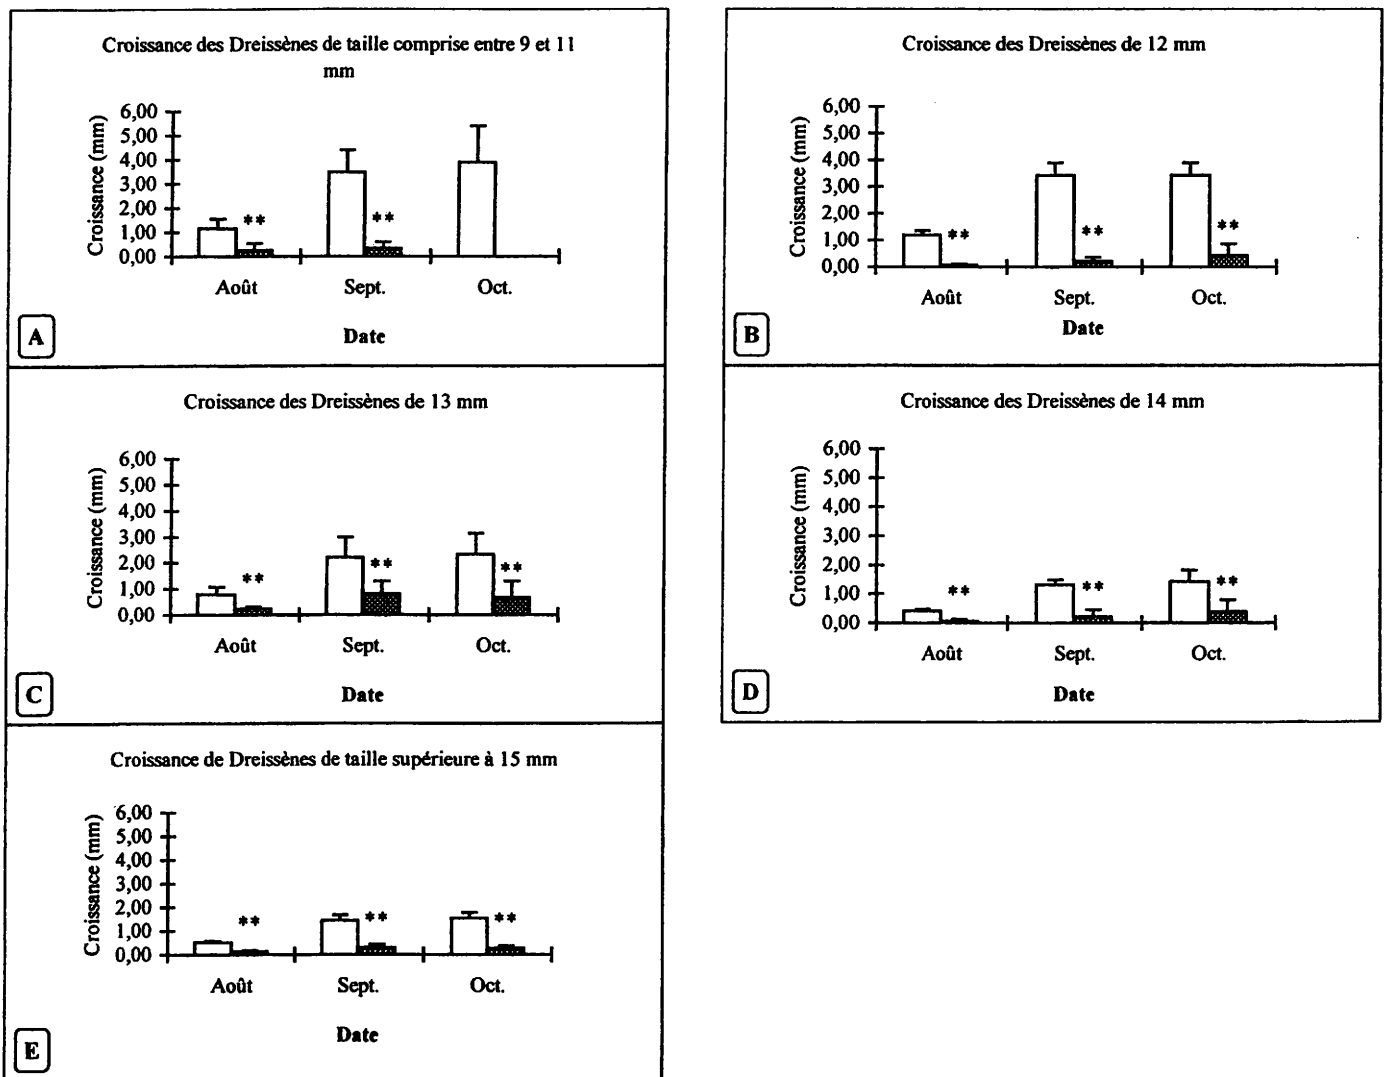 Croissance des Dreissènes de taille comprise entre 9 et 11
mm
Croissance (mm)
6,00
5,00
4,00
3,00
2,00
1,00
0,00
**
**
Août
Sept.
Oct.
Date
A
Croissance des Dreissènes de 12 mm
Croissance (mm)
6,00
5,00
4,00
3,00
2,00
1,00
0,00
**
**
**
Août
Sept.
Oct.
Date
B
Croissance des Dreissènes de 13 mm
Croissance (mm)
6,00
5,00
4,00
3,00
2,00
1,00
0,00
**
**
**
Août
Sept.
Oct.
Date
C
Croissance des Dreissènes de 14 mm
Croissance (mm)
6,00
5,00
4,00
3,00
2,00
1,00
0,00
**
**
**
Août
Sept.
Oct.
Date
D
Croissance de Dreissènes de taille supérieure à 15 mm
Croissance (mm)
6,00
5,00
4,00
3,00
2,00
1,00
0,00
**
**
**
Août
Sept.
Oct.
Date
E